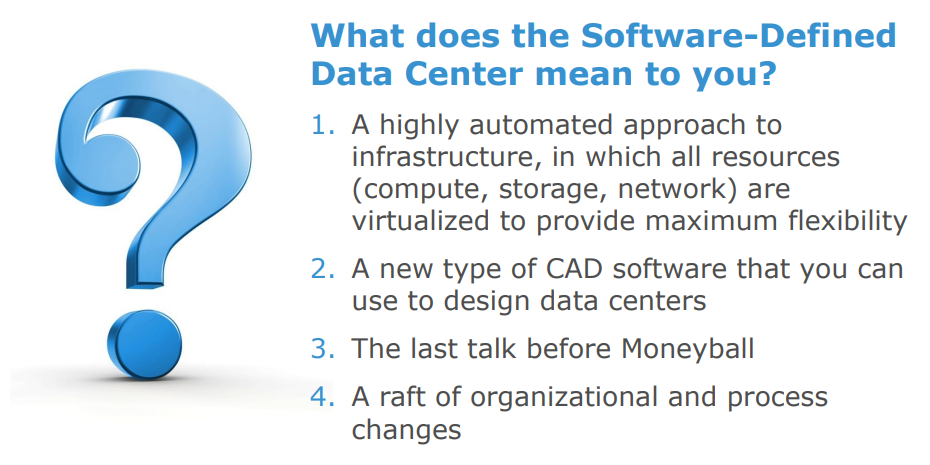 What does the Software-Defined
Data Center mean to you?
1. A highly automated approach to
infrastructure, in which all resources
(compute, storage, network) are
virtualized to provide maximum flexibility
2. A new type of CAD software that you can
use to design data centers
3. The last talk before Moneyball
4. A raft of organizational and process
changes